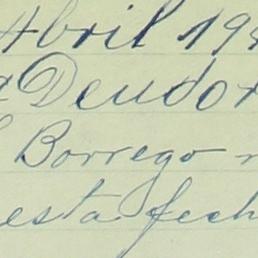 Abril 19
Deudor
Borrego
esta fech